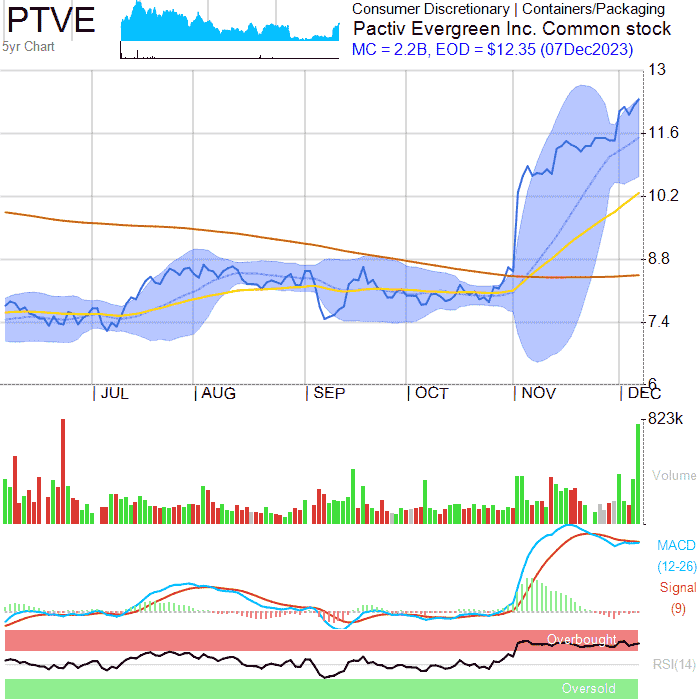 PTVE
5yr Chart
Consumer Discretionary | Containers/Packaging
Pactiv Evergreen Inc. Common stock
MC = 2.2B, EOD = $12.35 (07Dec2023)
13
11.6
10.2
8.8
7.4
6
JUL AUG SEP OCT NOV DEC
823k
Volume
MACD
(12-26)
Signal
(9)
Overbought
RSI(14)
Oversold